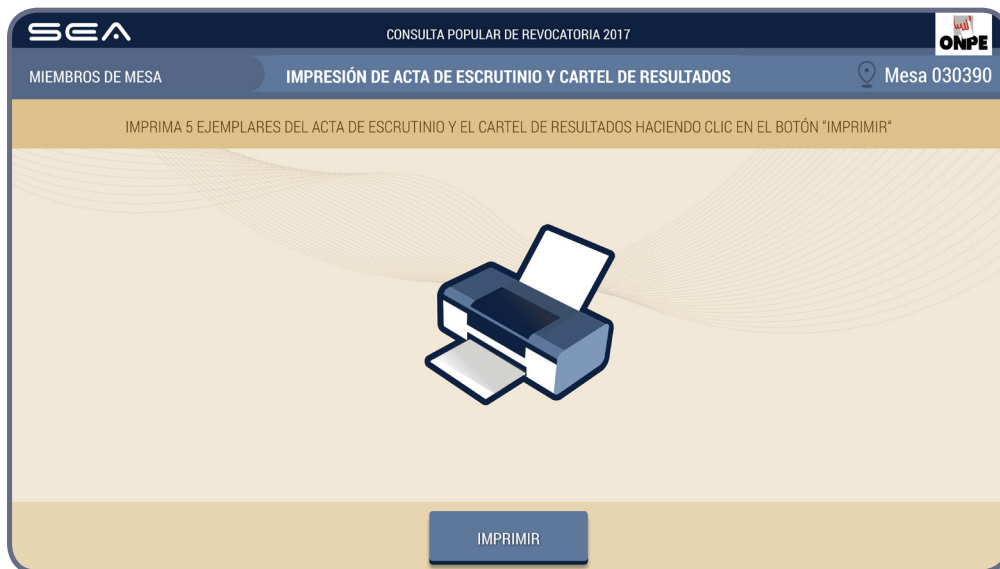 SEA
CONSULTA POPULAR DE REVOCATORIA 2017
ONPE
MIEMBROS DE MESA
IMPRESIÓN DE ACTA DE ESCRUTINIO Y CARTEL DE RESULTADOS
Mesa 030390
IMPRIMA 5 EJEMPLARES DEL ACTA DE ESCRUTINIO Y EL CARTEL DE RESULTADOS HACIENDO CLIC EN EL BOTÓN "IMPRIMIR"
IMPRIMIR